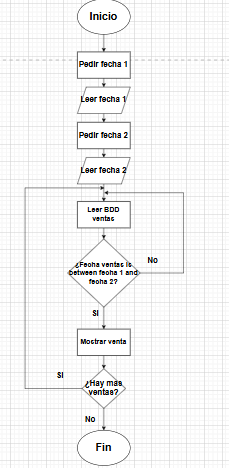 Inicio
Pedir fecha 1
Leer fecha 1
Pedir fecha 2
Leer fecha 2
Leer BDD
ventas
¿Fecha ventas is
between fecha 1 and
fecha 2?
No
SI
Mostrar venta
SI
¿Hay mas
ventas?
No
Fin